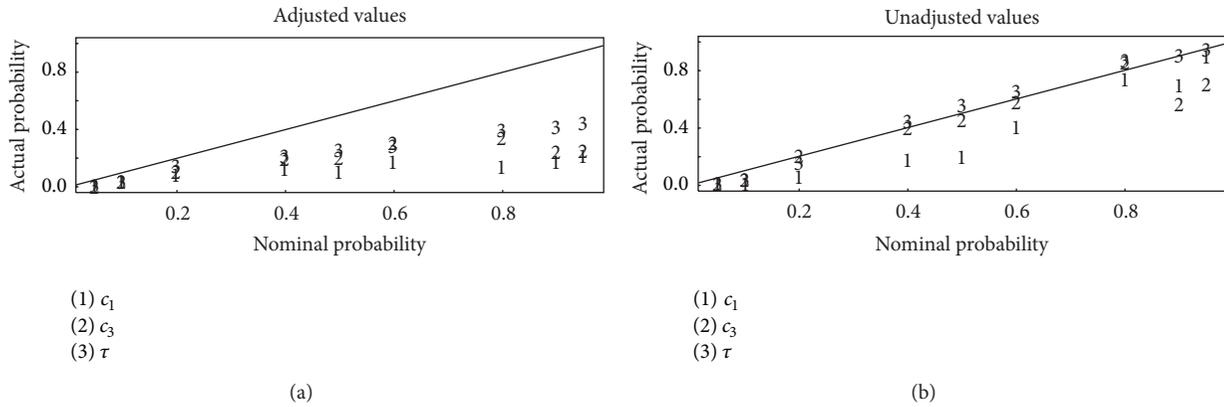 Adjusted values
Actual probability
0.8
0.4
0.0
0.2 0.4 0.6 0.8
Nominal probability
(1) c₁
(2) c₃
(3) τ
(a)
Unadjusted values
Actual probability
0.8
0.4
0.0
0.2 0.4 0.6 0.8
Nominal probability
(1) c₁
(2) c₃
(3) τ
(b)